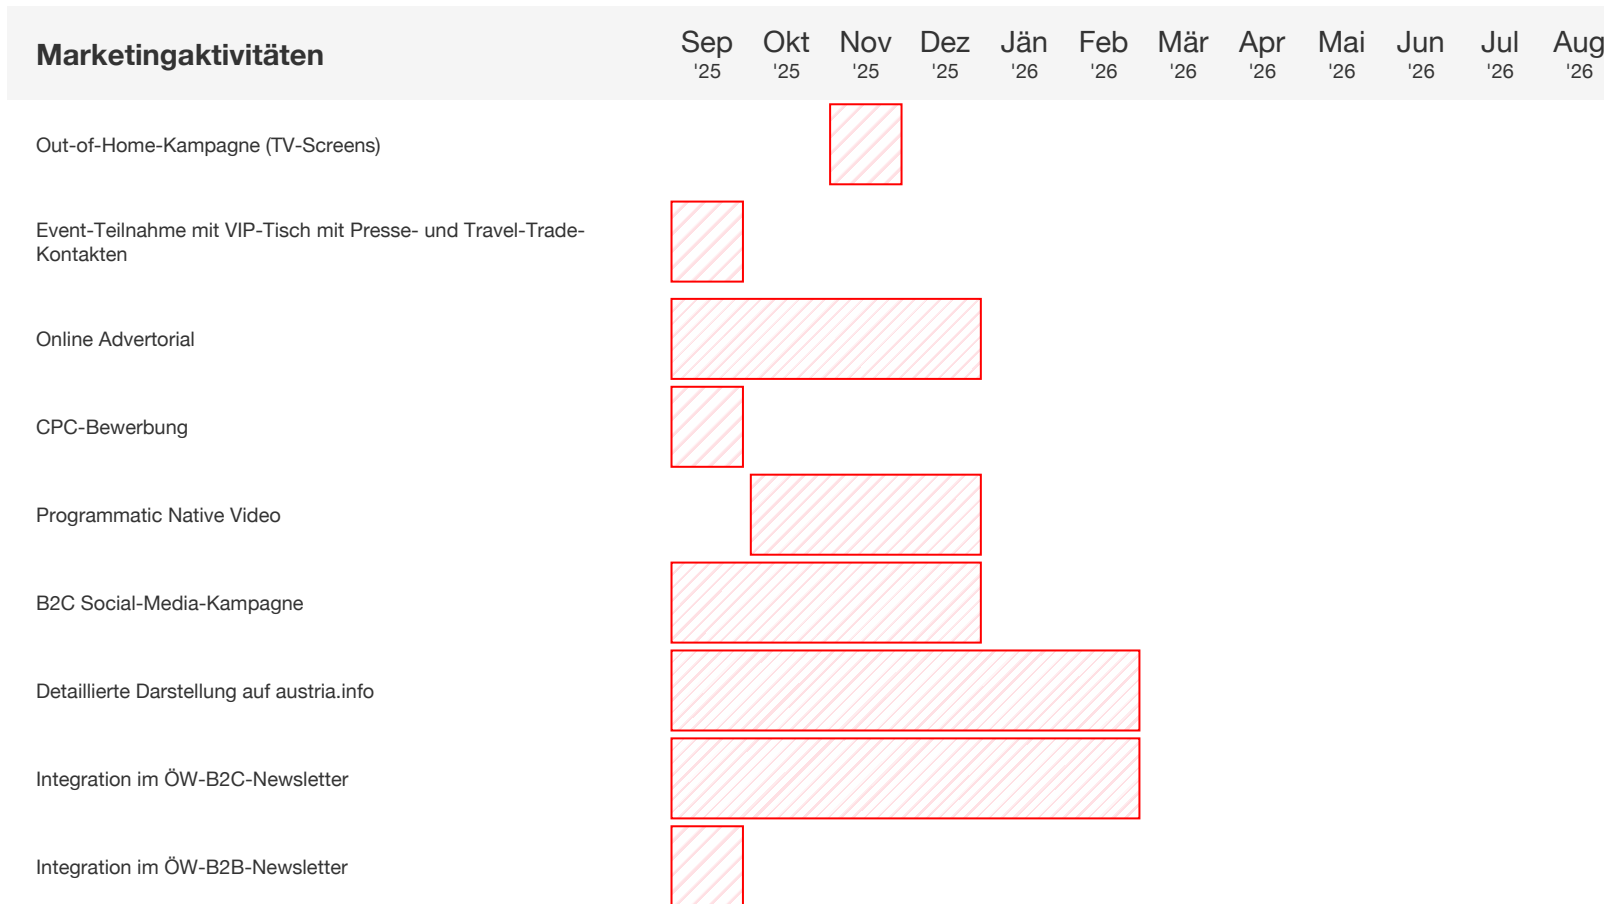 Marketingaktivitäten
Sep Okt Nov Dez Jän Feb Mär Apr Mai Jun Jul Aug
'25 '25 '25 '25 '26 '26 '26 '26 '26 '26 '26 '26
Out-of-Home-Kampagne (TV-Screens)
Event-Teilnahme mit VIP-Tisch mit Presse- und Travel-Trade-
Kontakten
Online Advertorial
CPC-Bewerbung
Programmatic Native Video
B2C Social-Media-Kampagne
Detaillierte Darstellung auf austria.info
Integration im ÖW-B2C-Newsletter
Integration im ÖW-B2B-Newsletter